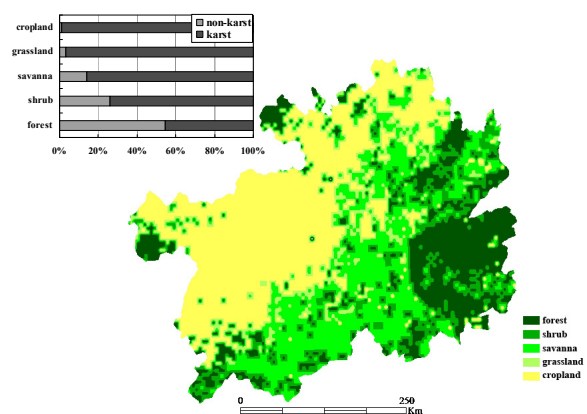 non-karst
karst
cropland
grassland
savanna
shrub
forest
0% 20% 40% 60% 80% 100%
forest
shrub
savanna
grassland
cropland
0 250
Km